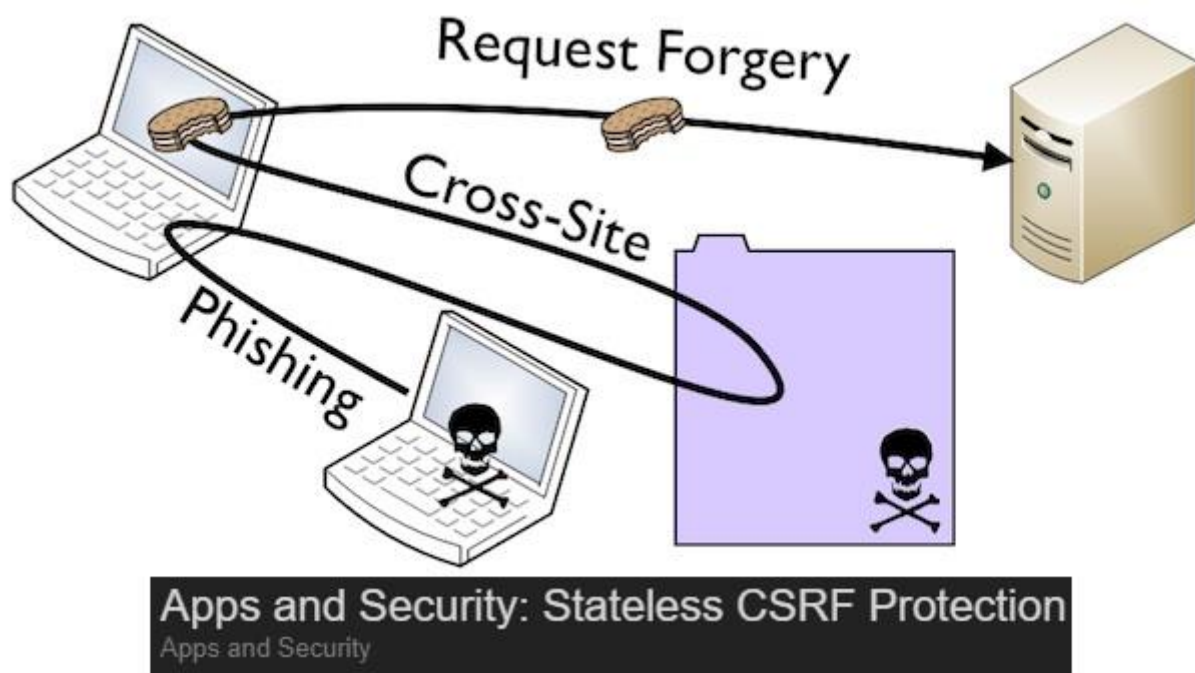 Request Forgery
Cross-Site
Phishing
Apps and Security: Stateless CSRF Protection
Apps and Security